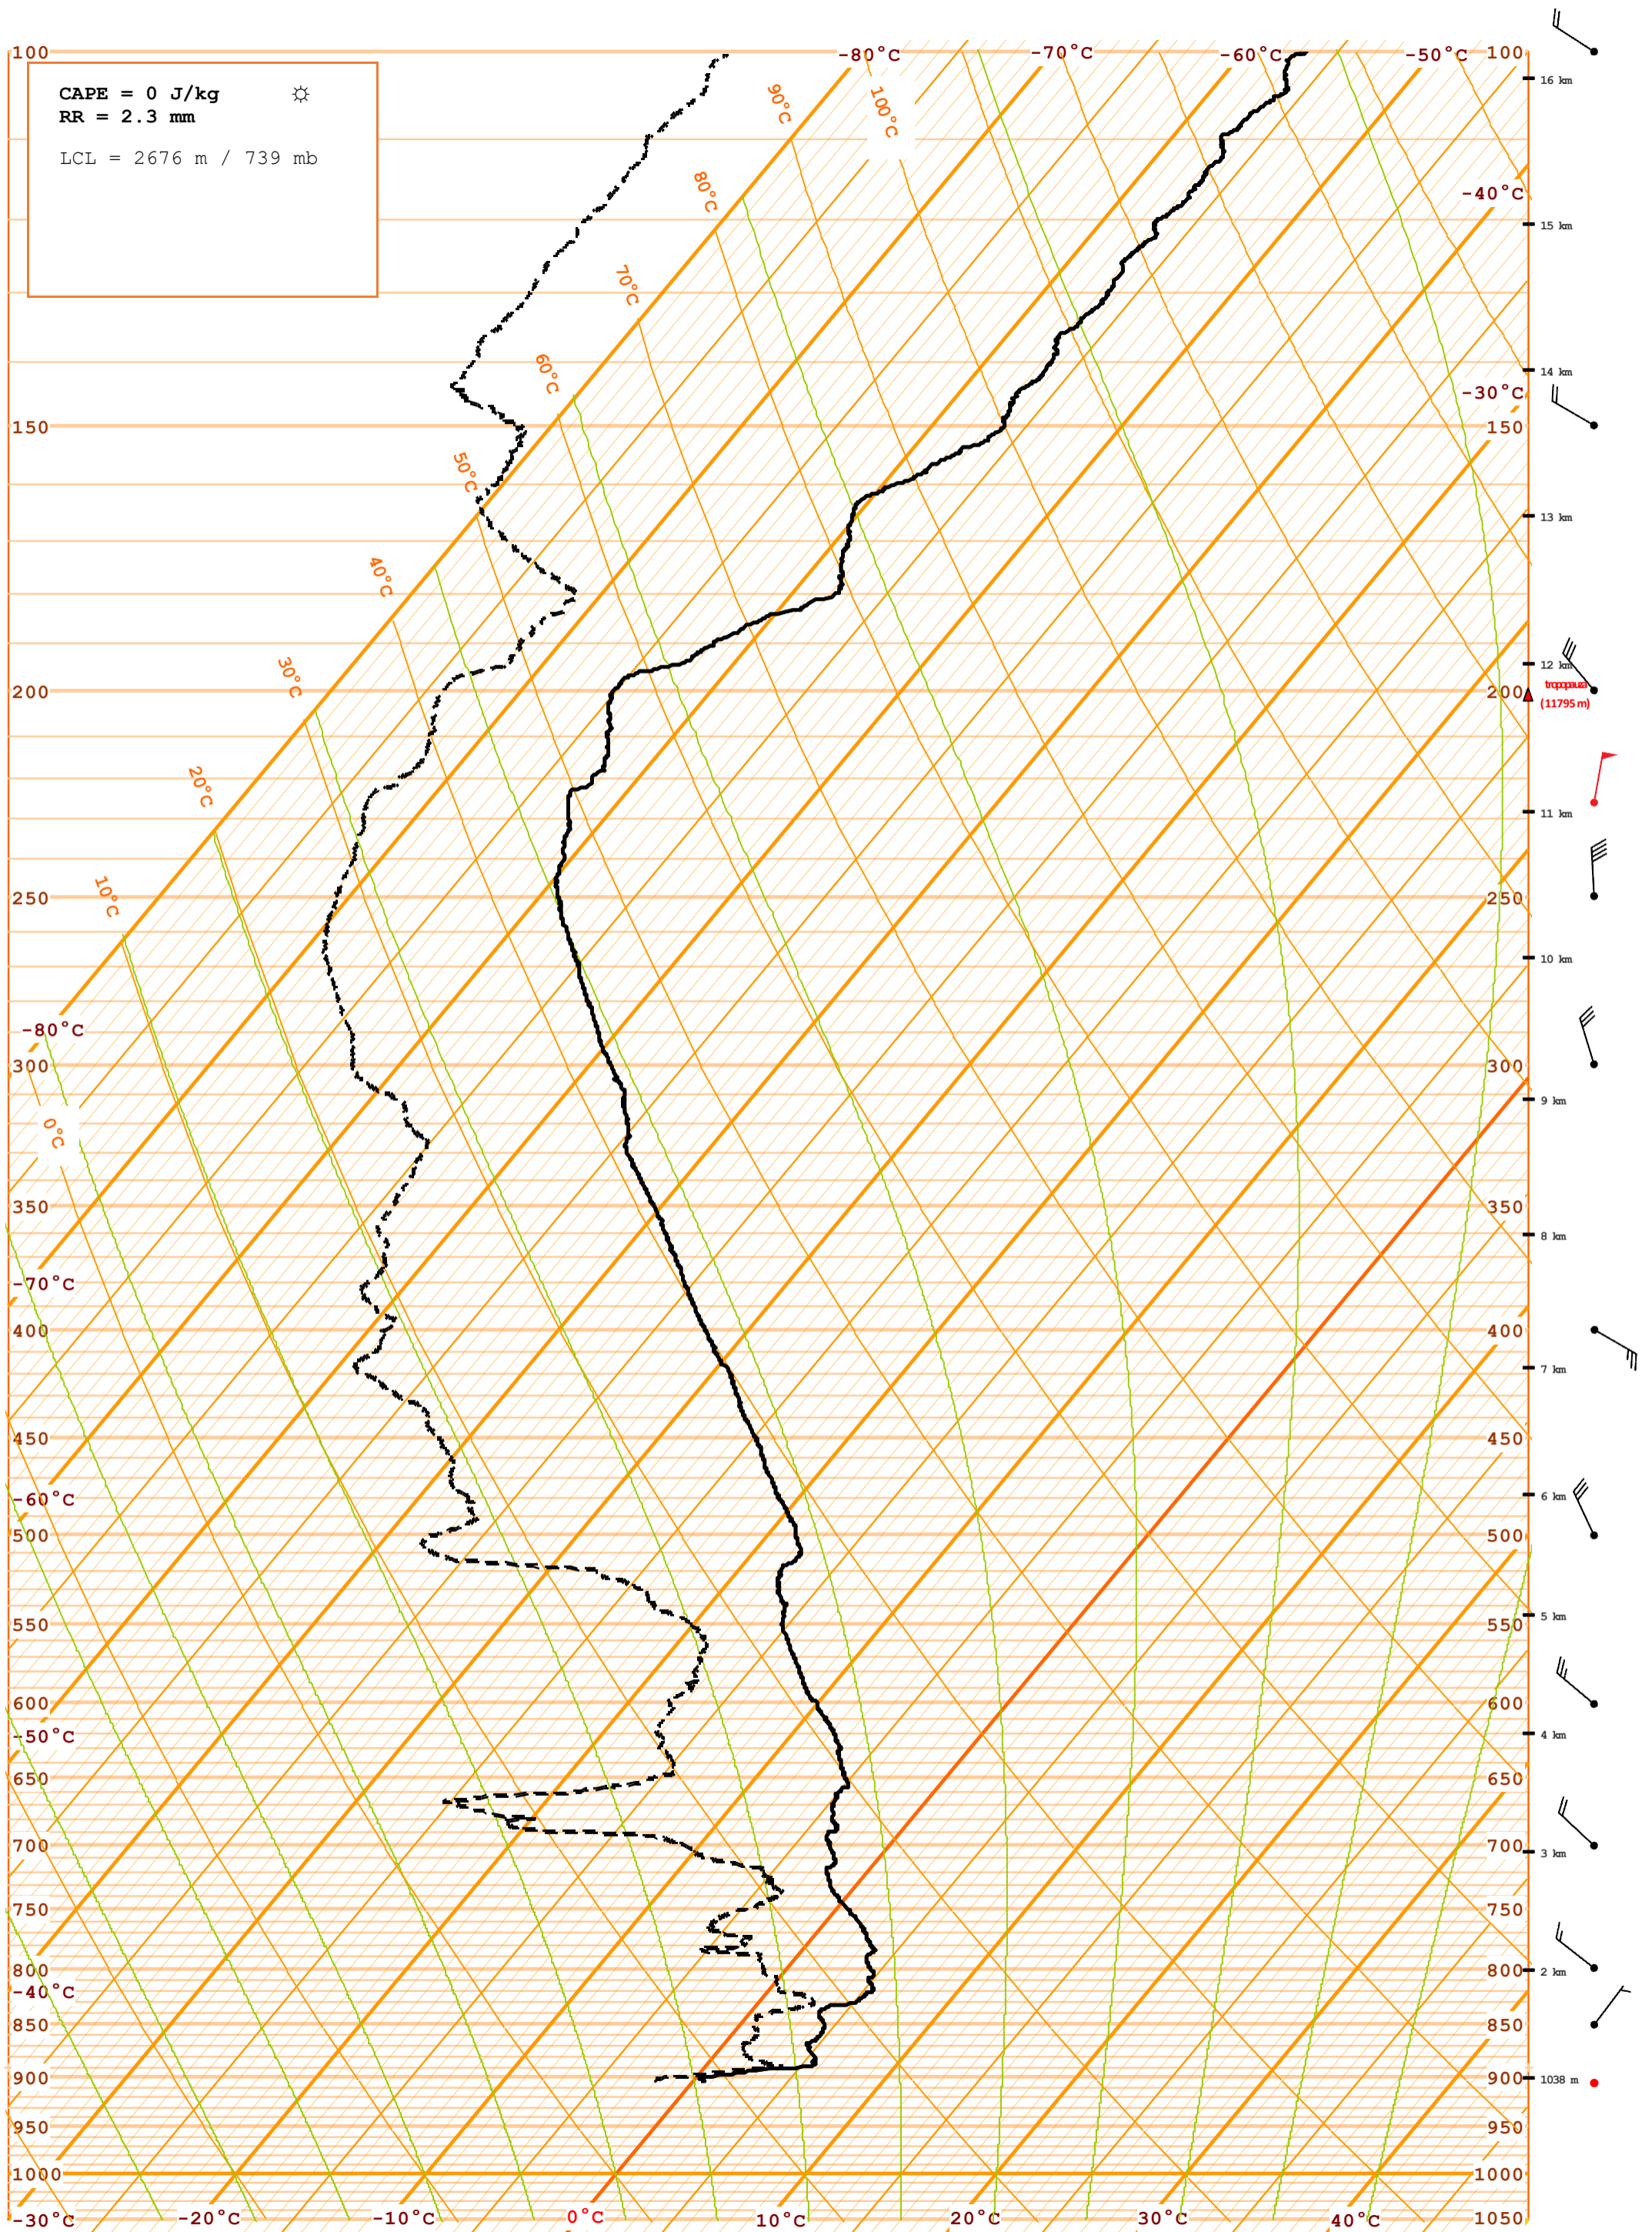 -80°C -70°C -60°C -50°C
100 100
16 km
CAPE = 0 J/kg ☼
RR = 2.3 mm
LCL = 2676 m / 739 mb
90°C 100°C
80°C -40°C
15 km
70°C
14 km
60°C -30°C
150 150
50°C
13 km
40°C
30°C 12 km
tropopauza
200 200
(11795 m)
20°C
11 km
10°C
250 250
10 km
-80°C
300 300
9 km
0°C
350 350
8 km
-70°C
400 400
7 km
450 450
6 km
-60°C
500 500
5 km
550 550
600 600
4 km
-50°C
650 650
700 700
3 km
750 750
800 800
2 km
-40°C
850 850
900 900
1038 m
950 950
1000 1000
-30°C -20°C -10°C 0°C 10°C 20°C 30°C 40°C 1050